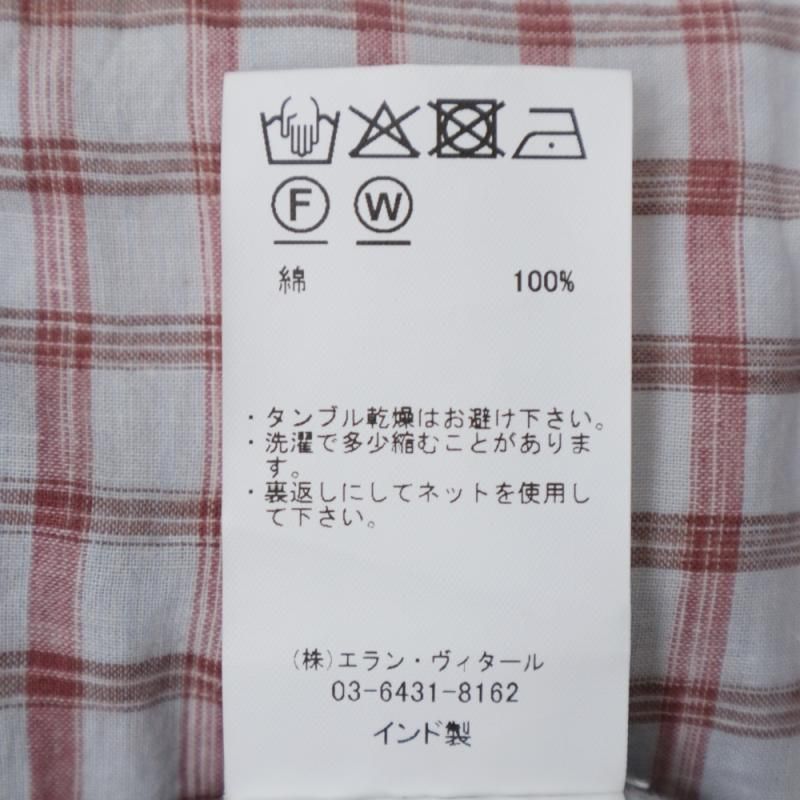 F W
綿 100%
・タンブル乾燥はお避け下さい。
・洗濯で多少縮むことがありま
す。
・裏返しにしてネットを使用し
て下さい。
(株)エラン・ヴィタール
03-6431-8162
インド製